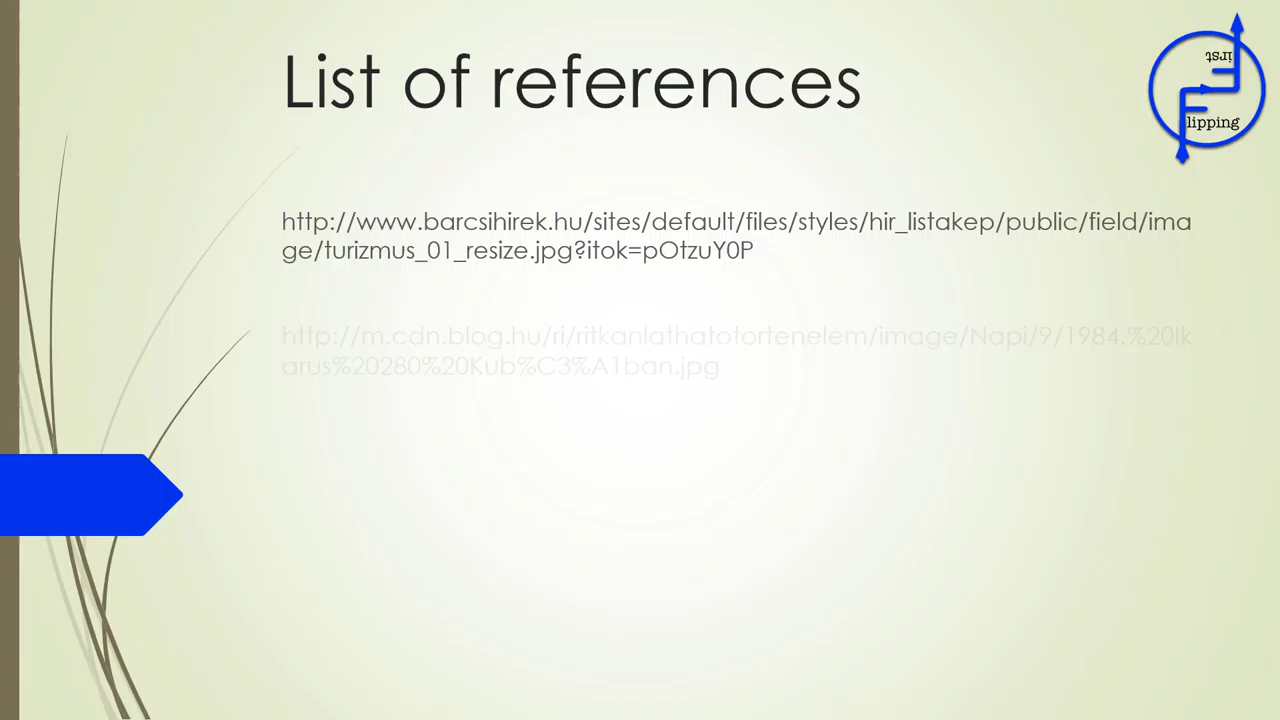 List of references
irst
lipping
http://www.barcsihirek.hu/sites/default/files/styles/hir_listakep/public/field/ima
ge/turizmus_01_resize.jpg?itok=pOtzuY0P
http://m.cdn.blog.hu/ri/ritkanlathatotortenelem/image/Napi/9/1984.%20Ik
arus%20280%20Kub%C3%A1ban.jpg